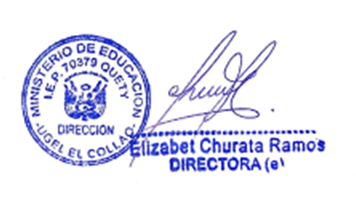 MINISTERIO DE EDUCACION
I.E.P. 70379 QUETY
DIRECCION
-UGEL EL COLLAO-
Elizabet Churata Ramos
DIRECTORA (e)